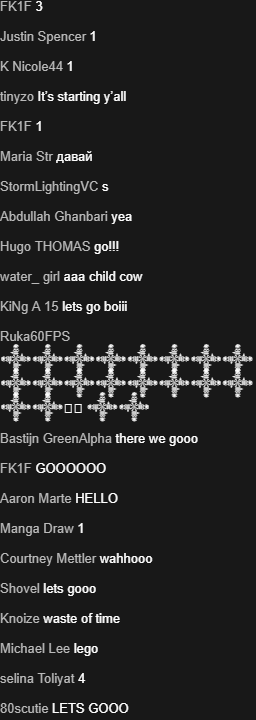 FK1F 3
Justin Spencer 1
K Nicole44 1
tinyzo It's starting y'all
FK1F 1
Maria Str давай
StormLightingVC s
Abdullah Ghanbari yea
Hugo THOMAS go!!!
water_ girl aaa child cow
KiNg A 15 lets go boiii
Ruka60FPS
Bastijn GreenAlpha there we gooo
FK1F GOOOOOO
Aaron Marte HELLO
Manga Draw 1
Courtney Mettler wahhooo
Shovel lets gooo
Knoize waste of time
Michael Lee lego
selina Toliyat 4
80scutie LETS GOOO